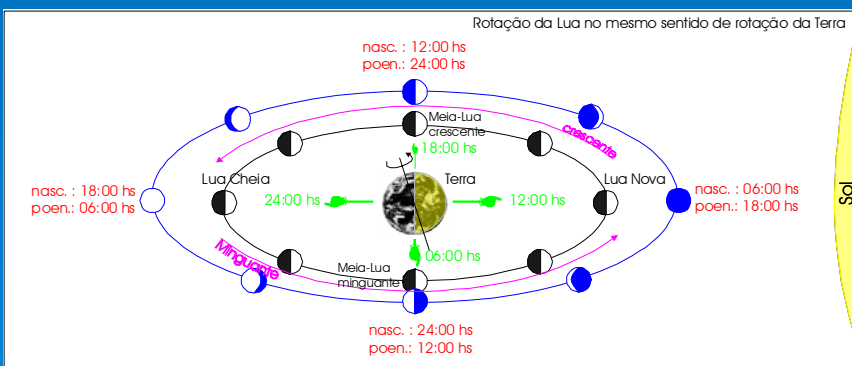 Rotação da Lua no mesmo sentido de rotação da Terra
nasc. : 12:00 hs
poen.: 24:00 hs
Meia-Lua
crescente
crescente
18:00 hs
Lua Cheia
Terra
Lua Nova
nasc. : 18:00 hs
poen.: 06:00 hs
24:00 hs
12:00 hs
nasc. : 06:00 hs
poen.: 18:00 hs
Sol
Minguante
06:00 hs
Meia-Lua
minguante
nasc. : 24:00 hs
poen.: 12:00 hs